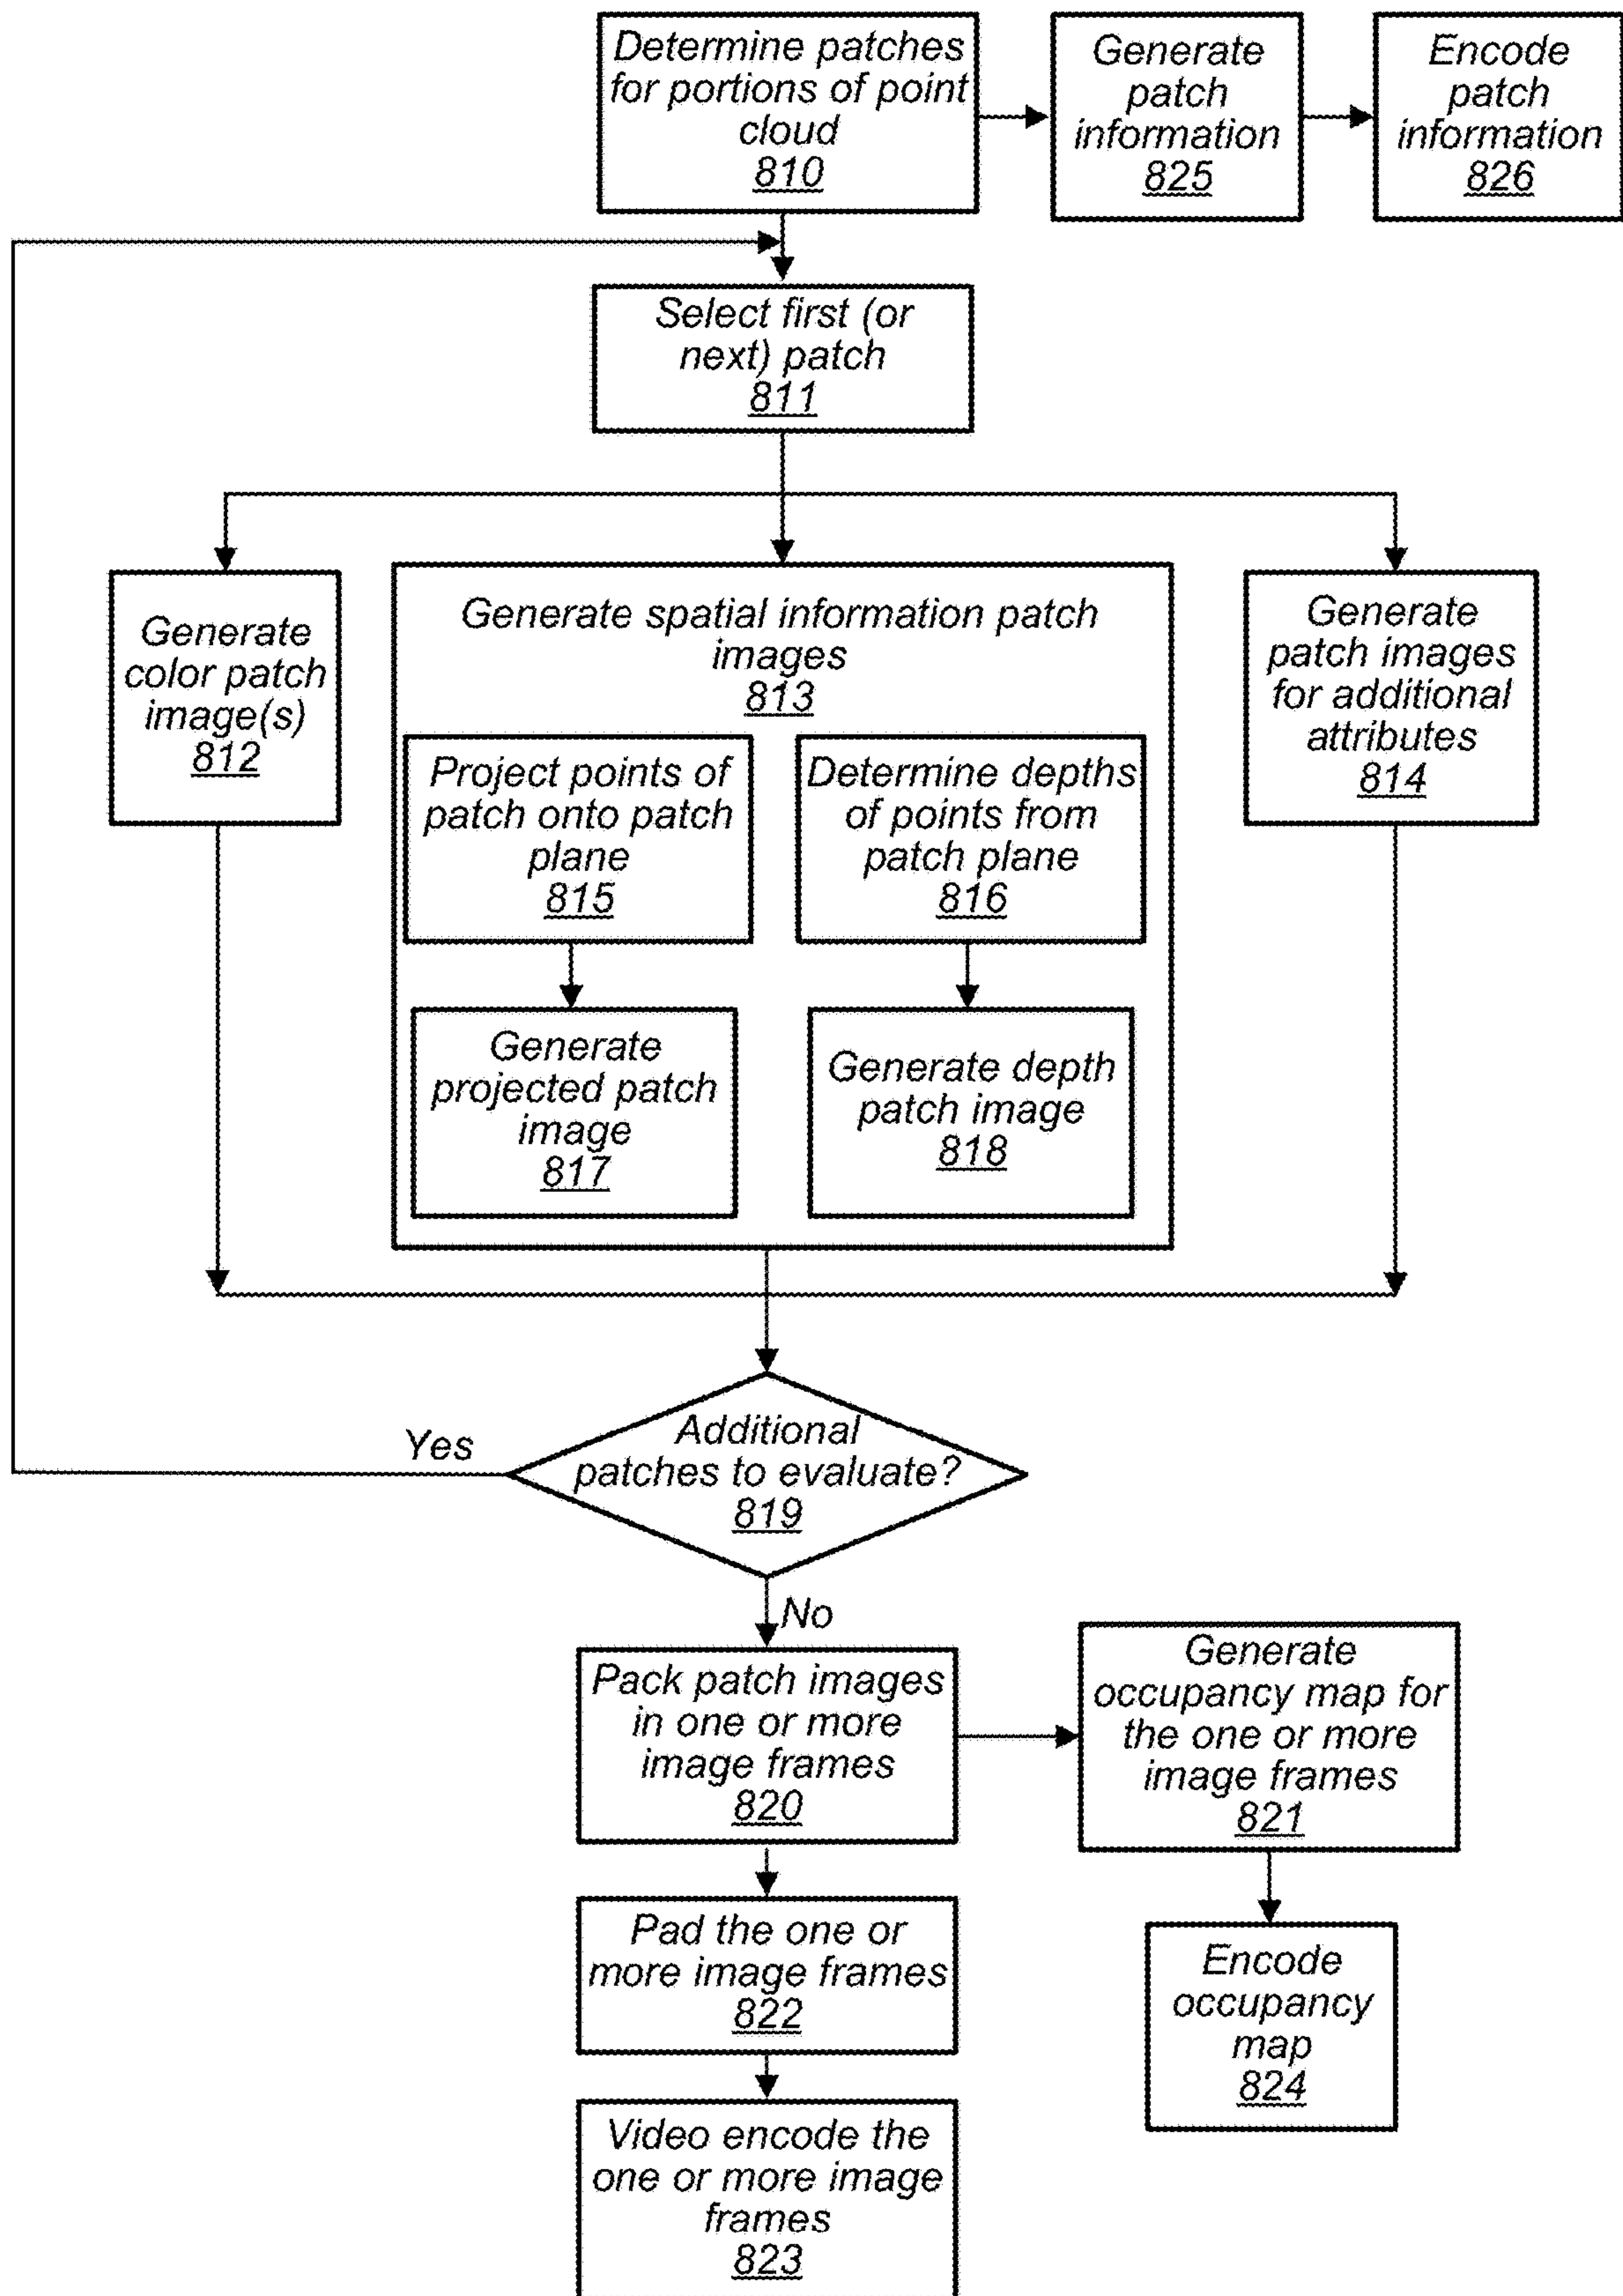 Determine patches
for portions of point
cloud
810
Generate
patch
information
825
Encode
patch
information
826
Select first (or
next) patch
811
Generate
color patch
image(s)
812
Generate spatial information patch
images
813
Project points of
patch onto patch
plane
815
Determine depths
of points from
patch plane
816
Generate
projected patch
image
817
Generate depth
patch image
818
Generate
patch images
for additional
attributes
814
Additional
patches to evaluate?
819
Yes
No
Pack patch images
in one or more
image frames
820
Generate
occupancy map for
the one or more
image frames
821
Pad the one or
more image frames
822
Encode
occupancy
map
824
Video encode the
one or more image
frames
823